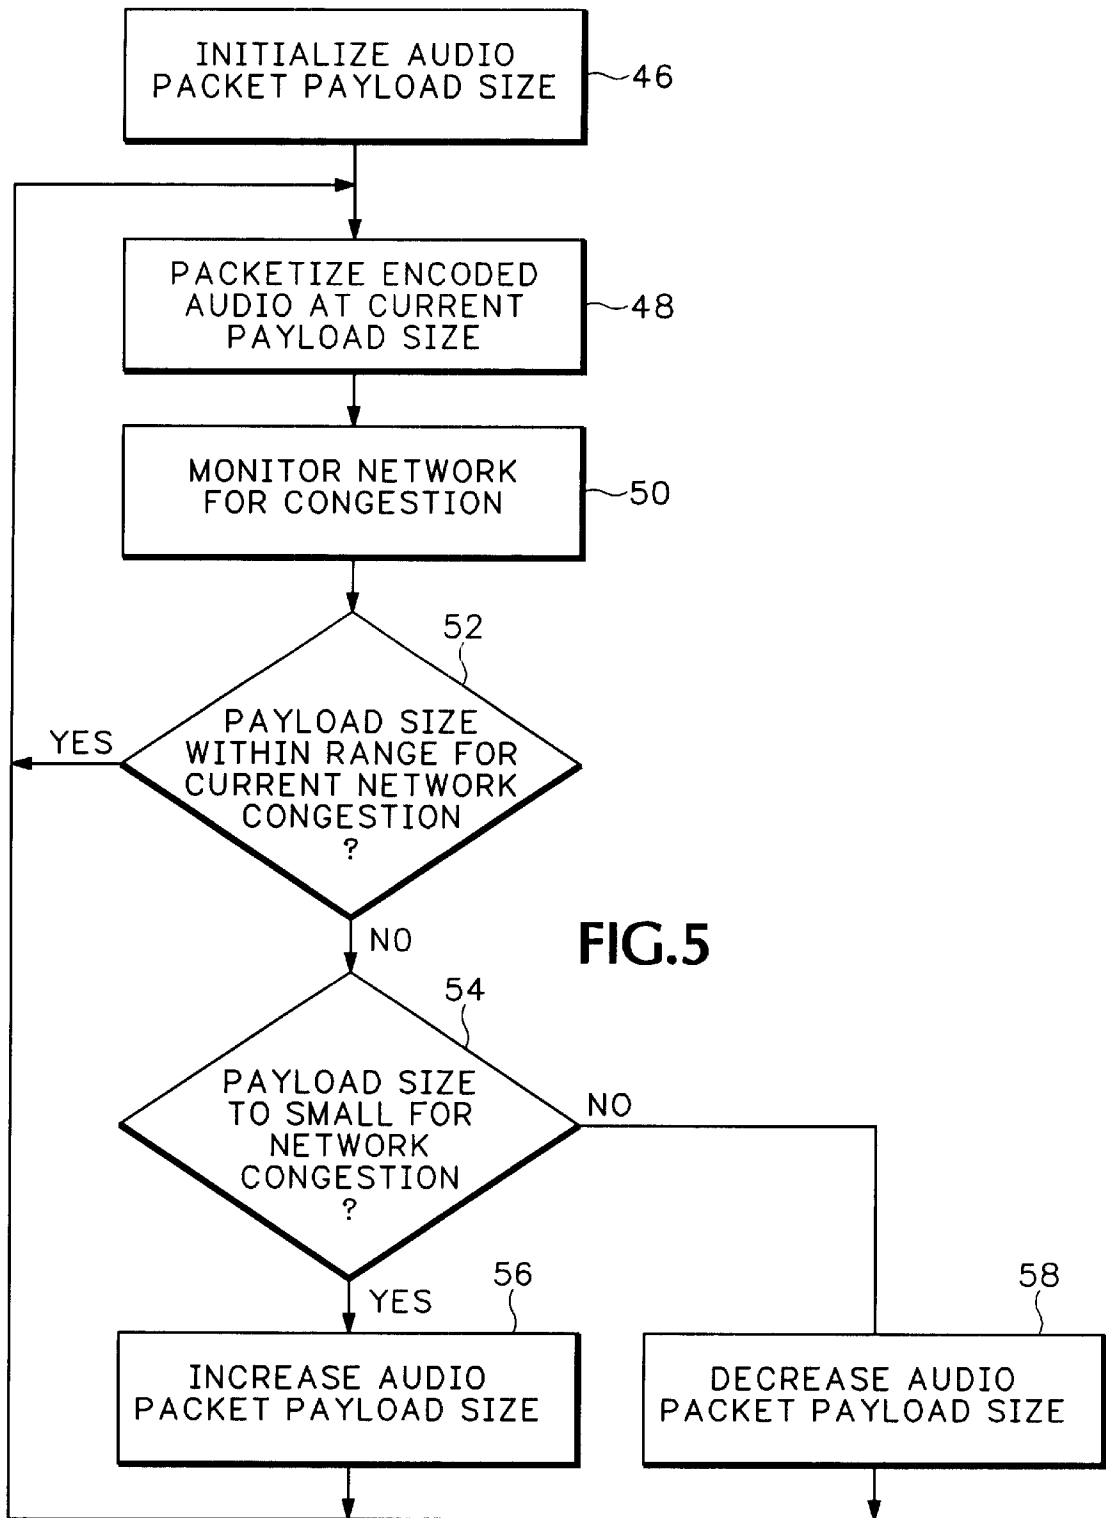 INITIALIZE AUDIO
PACKET PAYLOAD SIZE
46
PACKETIZE ENCODED
AUDIO AT CURRENT
PAYLOAD SIZE
48
MONITOR NETWORK
FOR CONGESTION
50
52
PAYLOAD SIZE
WITHIN RANGE FOR
CURRENT NETWORK
CONGESTION
?
YES
NO
FIG.5
54
PAYLOAD SIZE
TO SMALL FOR
NETWORK
CONGESTION
?
NO
YES
56
INCREASE AUDIO
PACKET PAYLOAD SIZE
58
DECREASE AUDIO
PACKET PAYLOAD SIZE